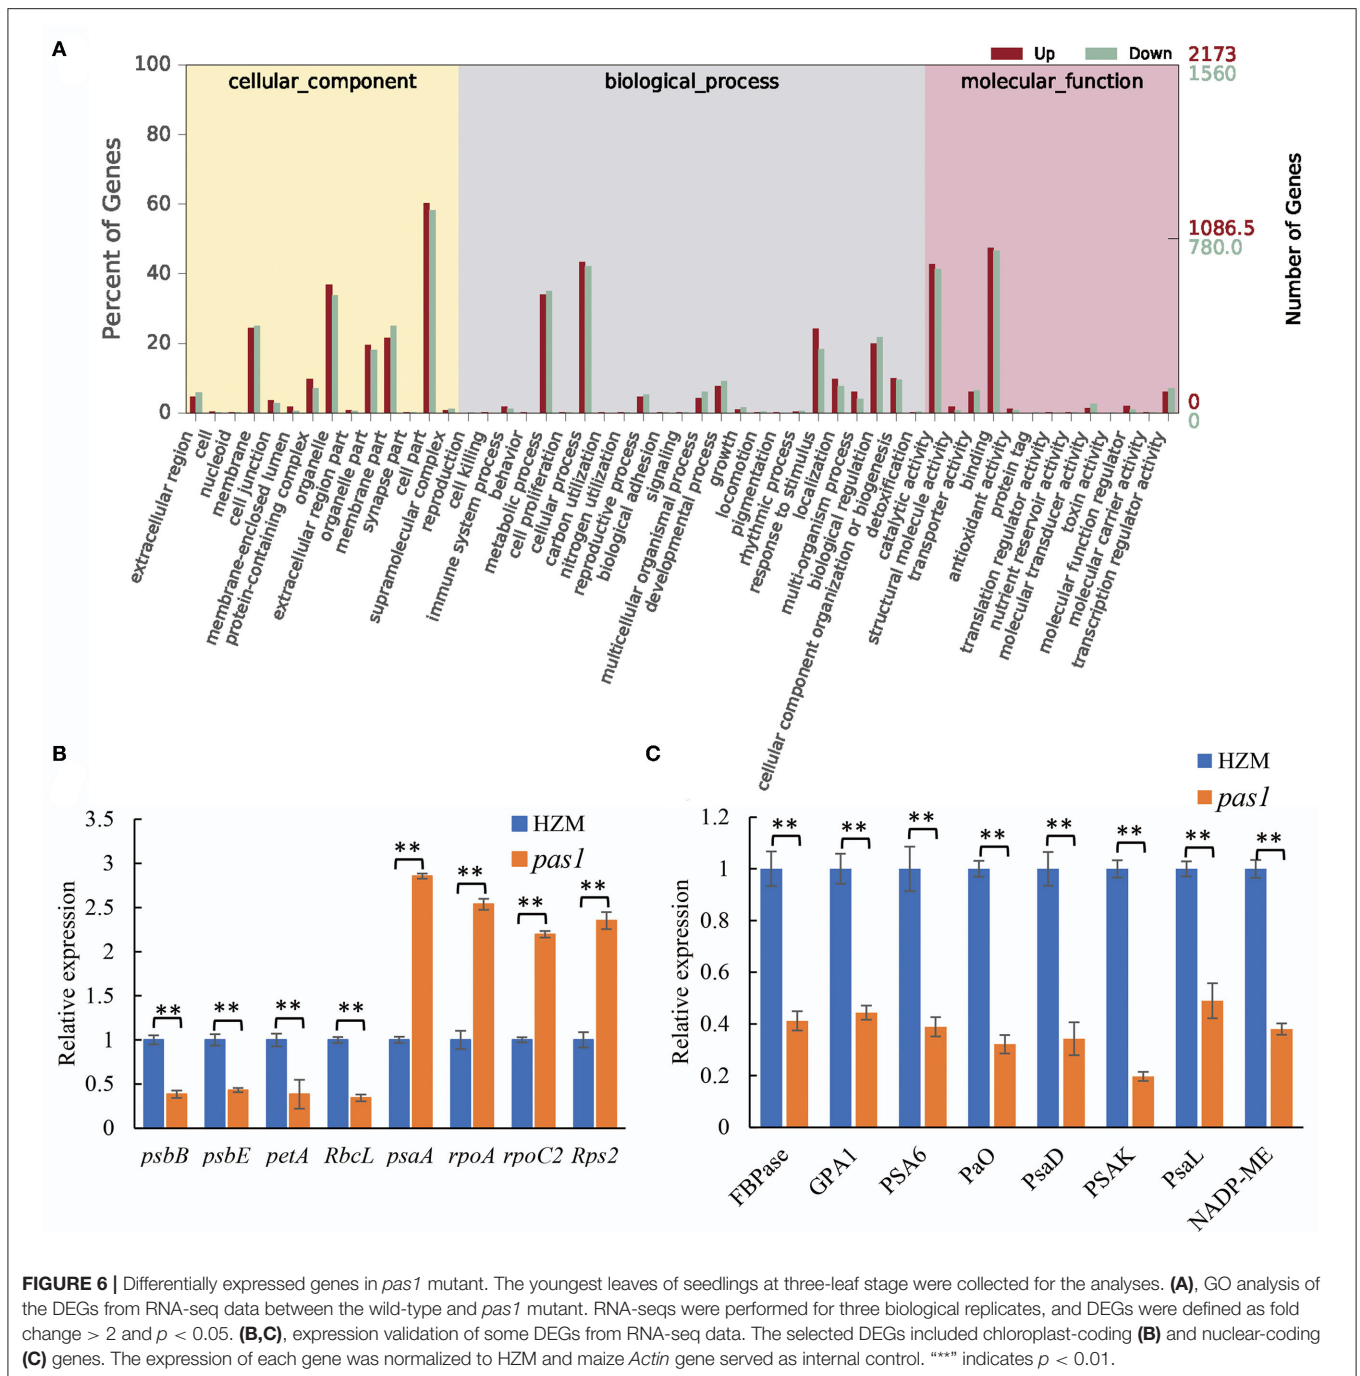 A
Up
Down
2173
1560
100
80
60
40
20
0
Percent of Genes
cellular_component
biological_process
molecular_function
1086.5
780.0
0
0
Number of Genes
extracellular region
cell
nucleoid
membrane
cell junction
membrane-enclosed lumen
protein-containing complex
organelle
extracellular region part
organelle part
membrane part
synapse part
cell part
supramolecular complex
reproduction
cell killing
immune system process
behavior
metabolic process
cell proliferation
cellular process
carbon utilization
nitrogen utilization
reproductive process
biological adhesion
signaling
multicellular organismal process
developmental process
growth
locomotion
pigmentation
rhythmic process
response to stimulus
localization
multi-organism process
biological regulation
cellular component organization or biogenesis
detoxification
catalytic activity
structural molecule activity
transporter activity
binding
antioxidant activity
protein tag
translation regulator activity
nutrient reservoir activity
molecular transducer activity
toxin activity
molecular function regulator
molecular carrier activity
transcription regulator activity
B
HZM
pas1
3.5
3
2.5
2
1.5
1
0.5
0
Relative expression
**
**
**
**
**
**
**
**
psbB
psbE
petA
RbcL
psaA
rpoA
rpoC2
Rps2
C
HZM
pas1
1.2
1
0.8
0.6
0.4
0.2
0
Relative expression
**
**
**
**
**
**
**
**
FBPase
GPA1
PSA6
PaO
PsaD
PSAK
PsaL
NADP-ME
FIGURE 6 | Differentially expressed genes in pas1 mutant. The youngest leaves of seedlings at three-leaf stage were collected for the analyses. (A), GO analysis of
the DEGs from RNA-seq data between the wild-type and pas1 mutant. RNA-seqs were performed for three biological replicates, and DEGs were defined as fold
change > 2 and p < 0.05. (B,C), expression validation of some DEGs from RNA-seq data. The selected DEGs included chloroplast-coding (B) and nuclear-coding
(C) genes. The expression of each gene was normalized to HZM and maize Actin gene served as internal control. “**” indicates p < 0.01.